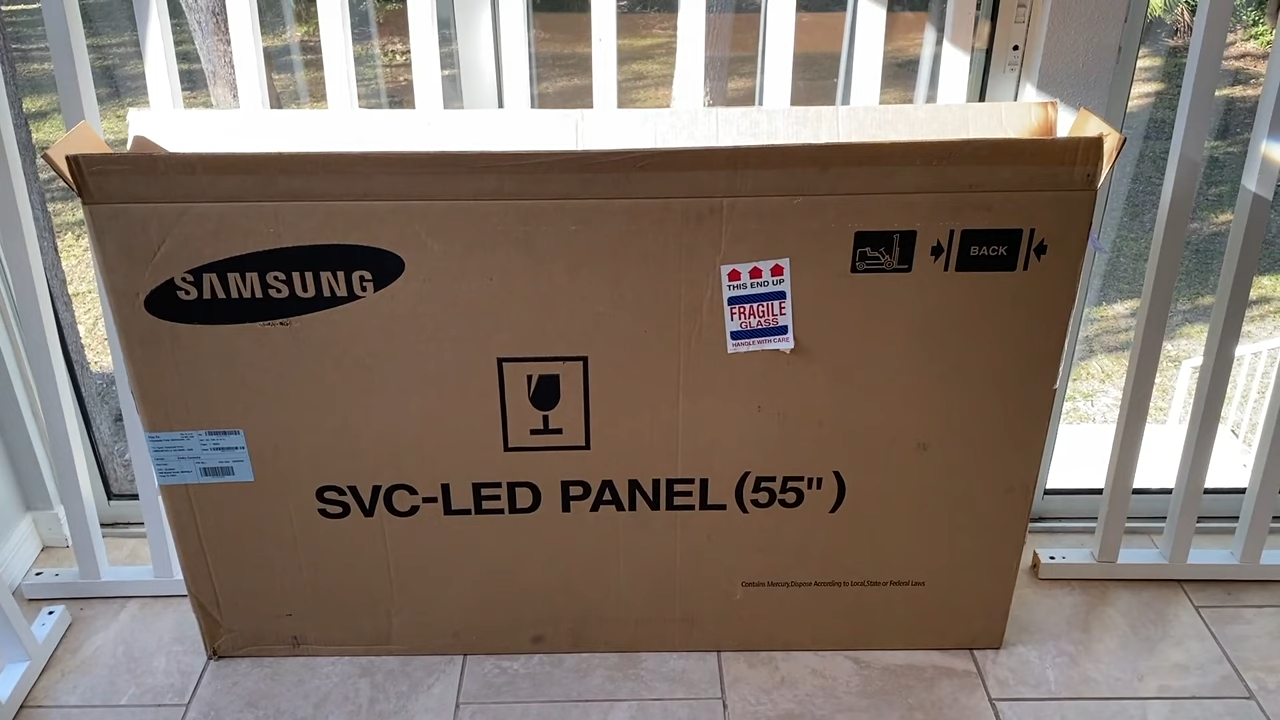 SAMSUNG
BACK
THIS END UP
FRAGILE
GLASS
HANDLE WITH CARE
SVC-LED PANEL (55")
Contains Mercury,Dispose According to Local,State or Federal Laws